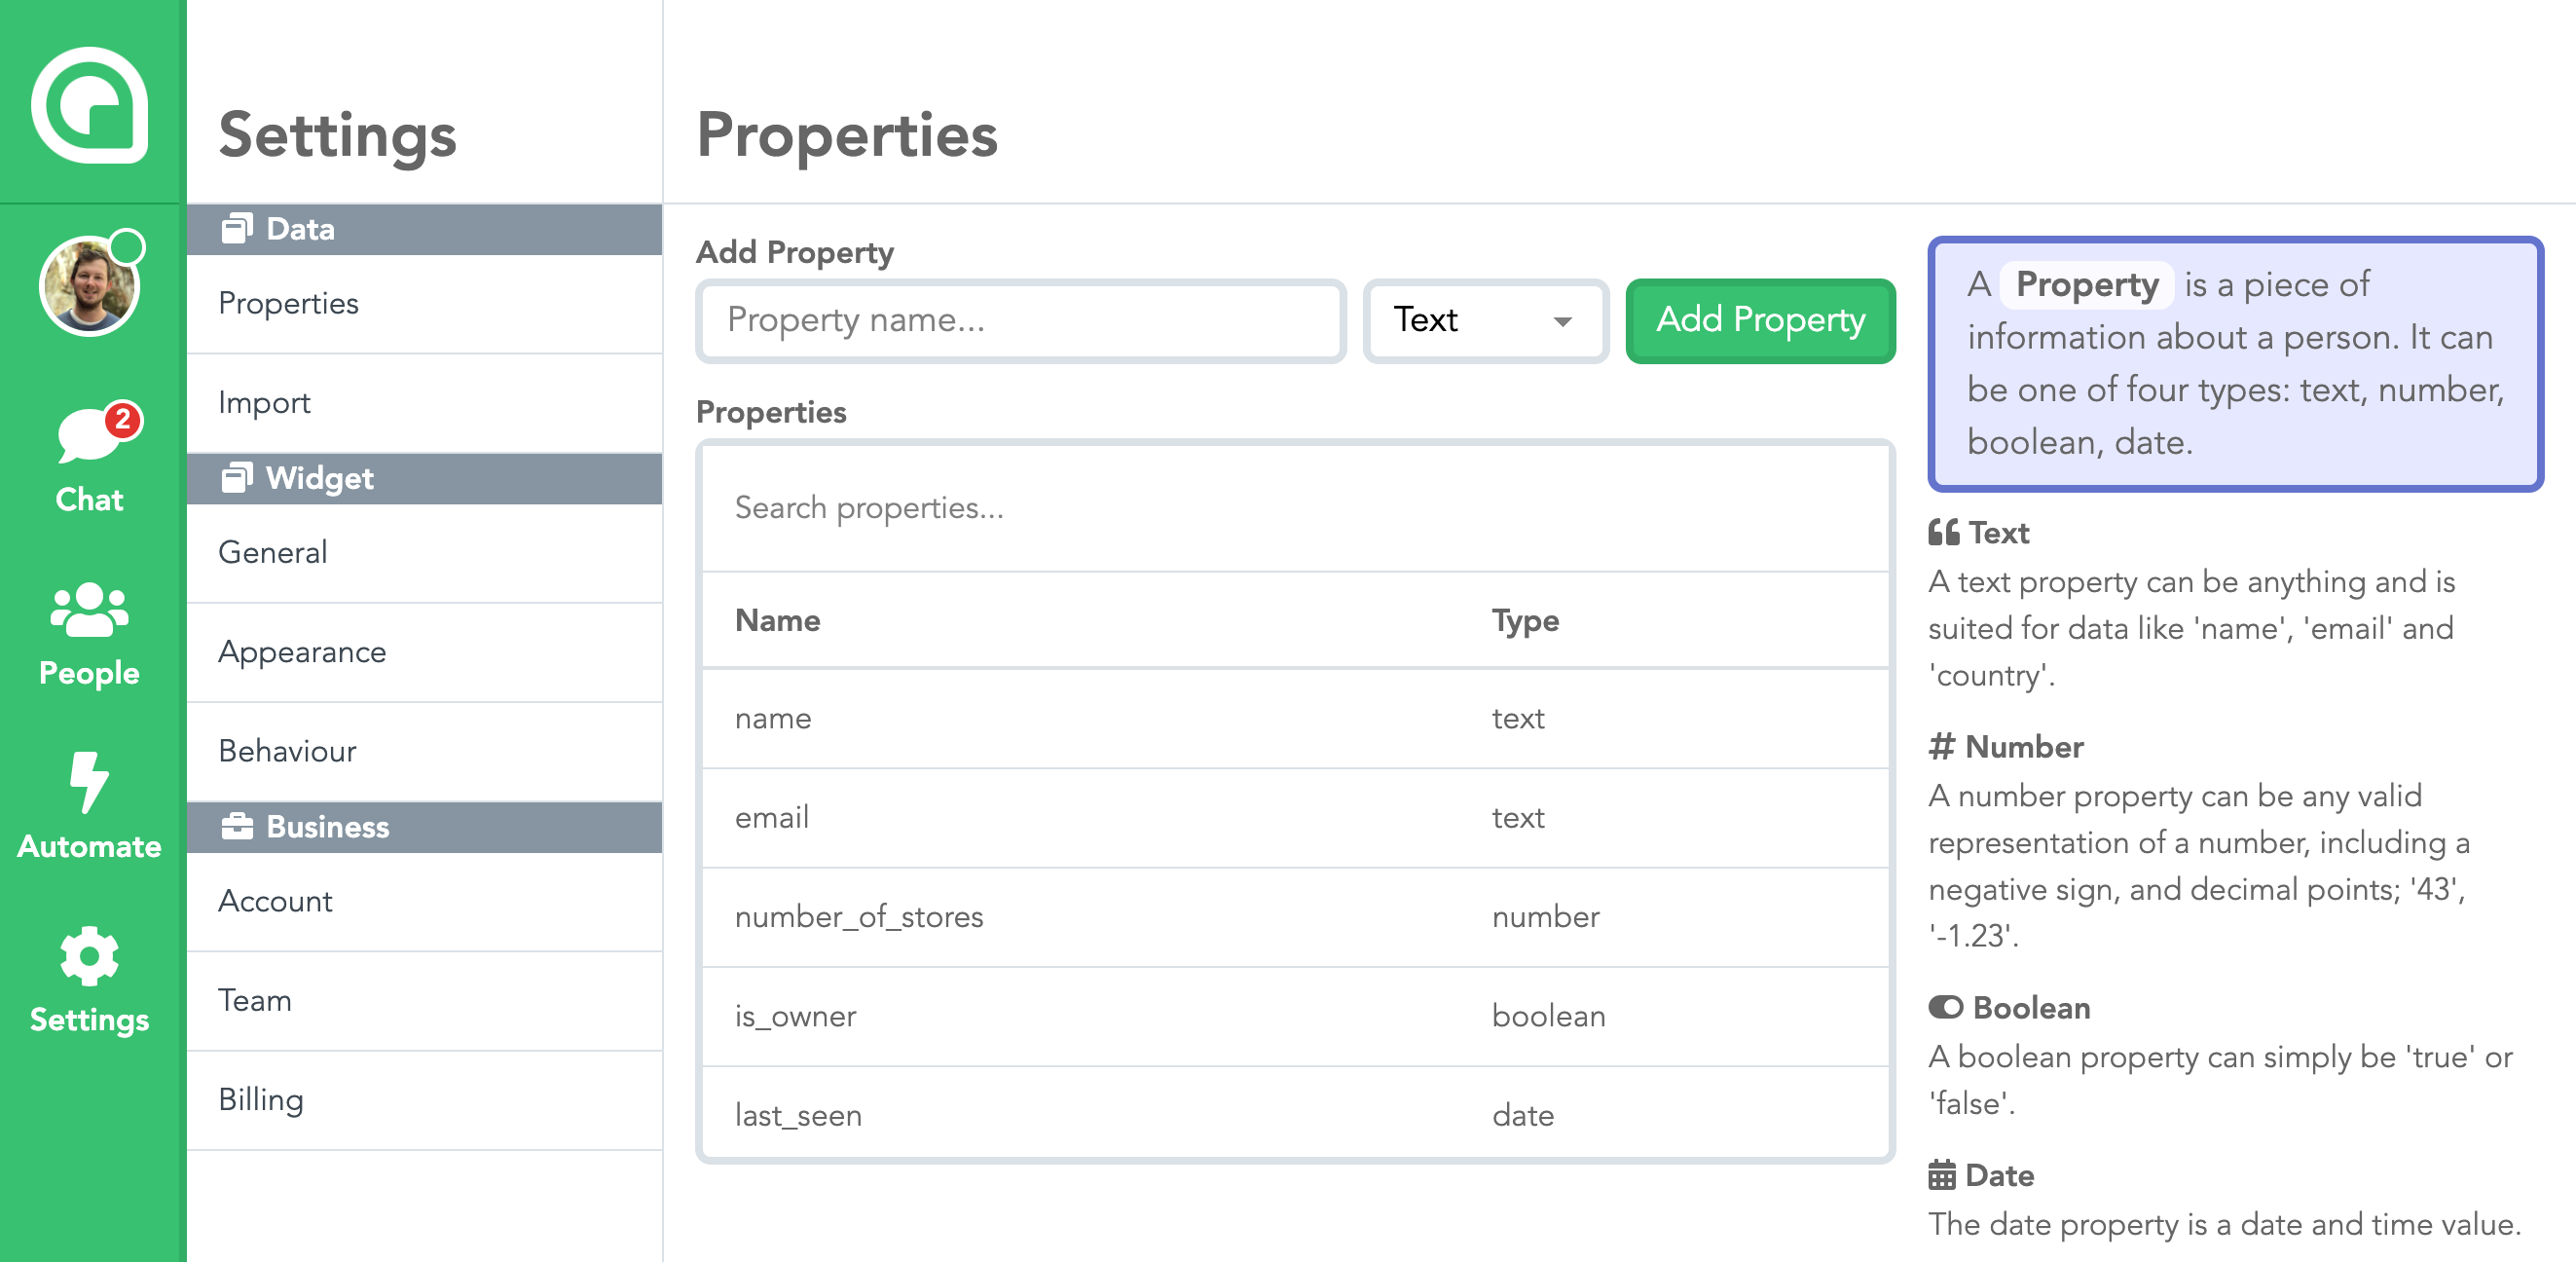 2
Chat
People
Automate
Settings
Settings
Data
Properties
Import
Widget
General
Appearance
Behaviour
Business
Account
Team
Billing
Properties
Add Property
Property name...
Text
Add Property
Properties
Search properties...
Name Type
name text
email text
number_of_stores number
is_owner boolean
last_seen date
A Property is a piece of
information about a person. It can
be one of four types: text, number,
boolean, date.
Text
A text property can be anything and is
suited for data like 'name', 'email' and
'country'.
Number
A number property can be any valid
representation of a number, including a
negative sign, and decimal points; '43',
'-1.23'.
Boolean
A boolean property can simply be 'true' or
'false'.
Date
The date property is a date and time value.